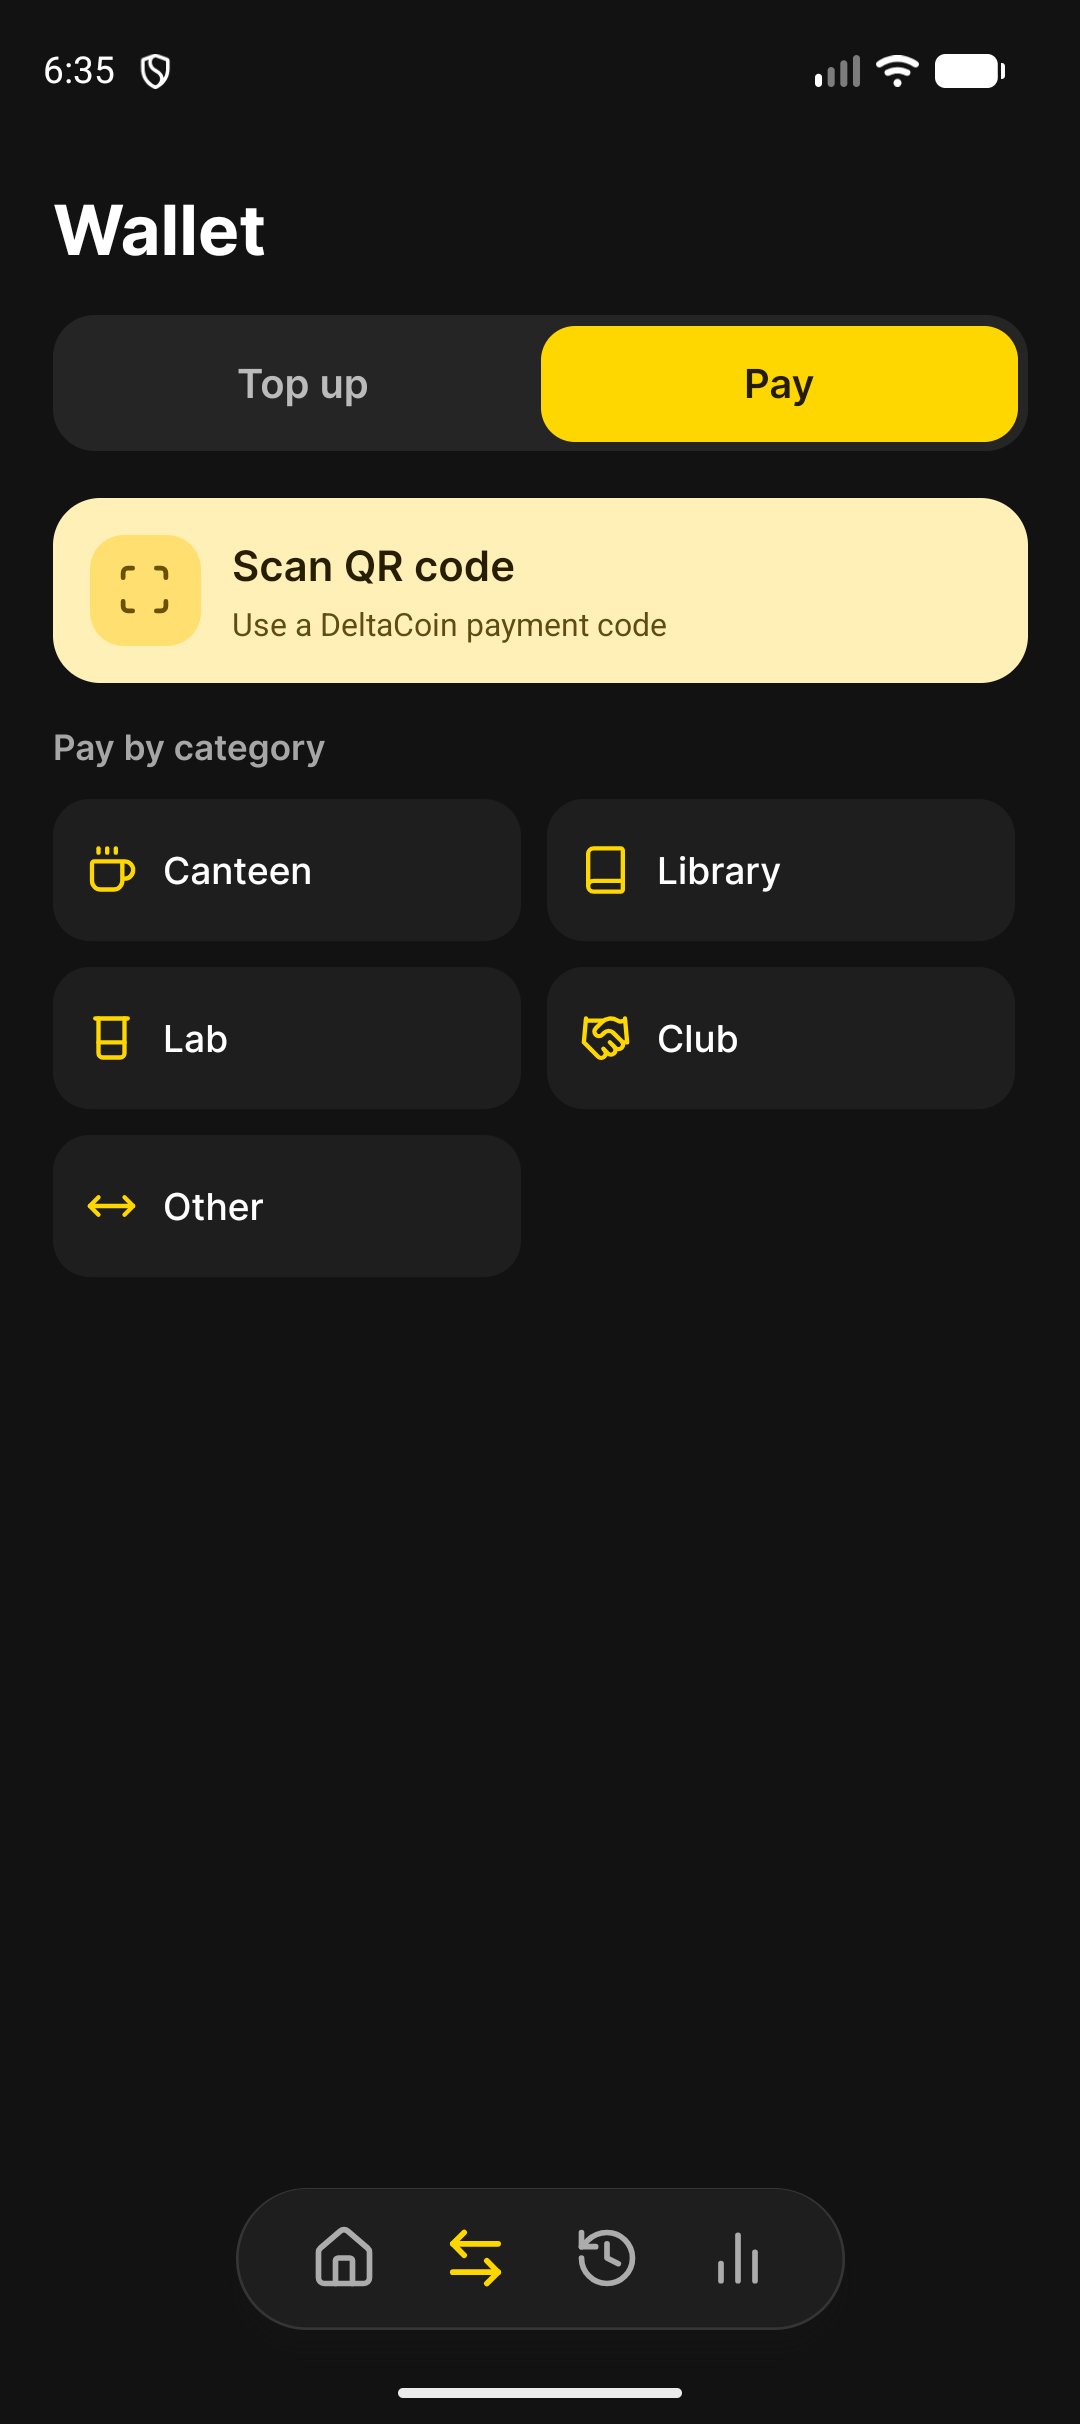 6:35
Wallet
Top up
Pay
Scan QR code
Use a DeltaCoin payment code
Pay by category
Canteen
Library
Lab
Club
Other